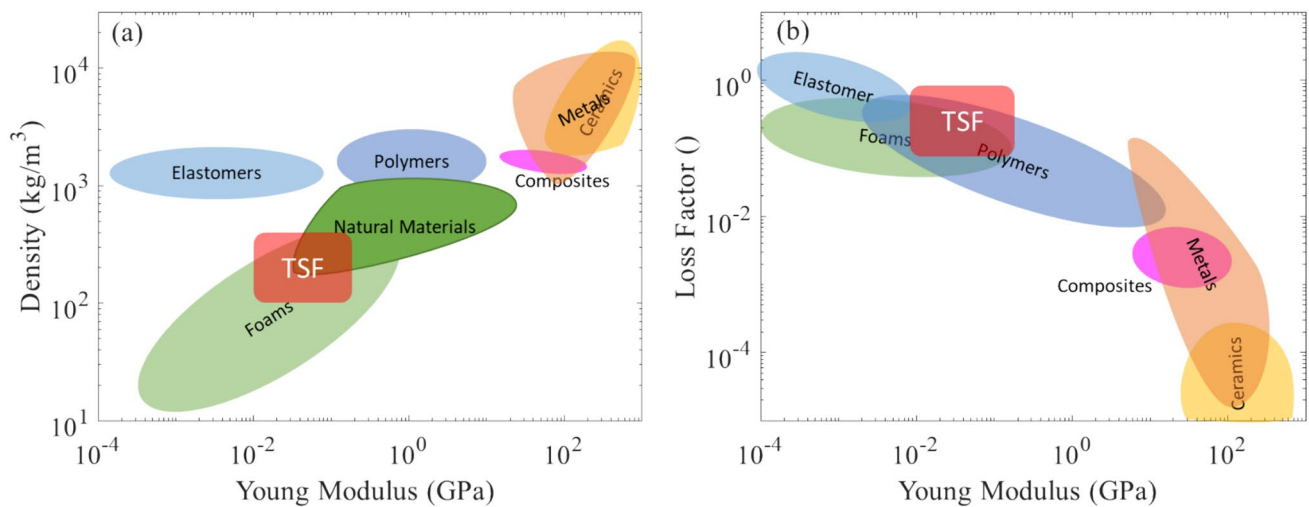 (a)
10^4
10^3
10^2
10^1
Density (kg/m^3)
Elastomers
Polymers
Metals
Ceramics
Composites
Natural Materials
TSF
Foams
10^-4
10^-2
10^0
10^2
Young Modulus (GPa)
(b)
10^0
10^-2
10^-4
Loss Factor ()
Elastomer
TSF
Foams
Polymers
Metals
Composites
Ceramics
10^-4
10^-2
10^0
10^2
Young Modulus (GPa)